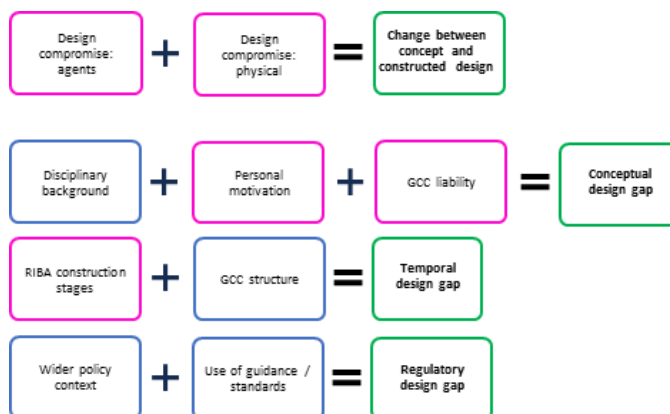 Design
compromise:
agents
+
Design
compromise:
physical
=
Change between
concept and
constructed design
Disciplinary
background
+
Personal
motivation
+
GCC liability
=
Conceptual
design gap
RIBA construction
stages
+
GCC structure
=
Temporal
design gap
Wider policy
context
+
Use of guidance /
standards
=
Regulatory
design gap